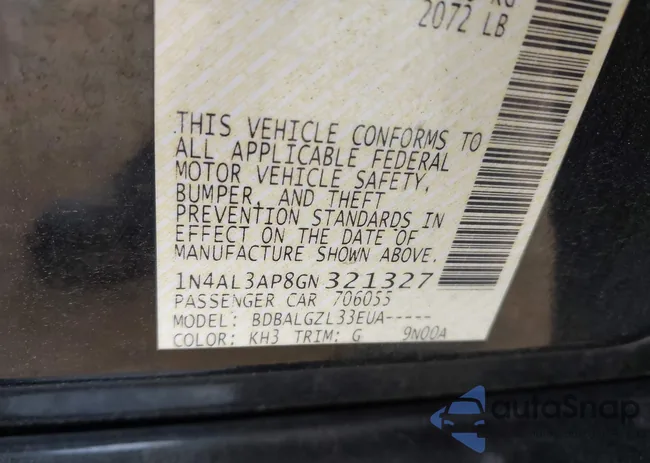 2072 LB
THIS VEHICLE CONFORMS TO
ALL APPLICABLE FEDERAL
MOTOR VEHICLE SAFETY,
BUMPER, AND THEFT
PREVENTION STANDARDS IN
EFFECT ON THE DATE OF
MANUFACTURE SHOWN ABOVE.
1N4AL3AP8GN321327
PASSENGER CAR 706055
MODEL: BDBALGZL33EUA-----
COLOR: KH3 TRIM: G 9N00A
autoSnap